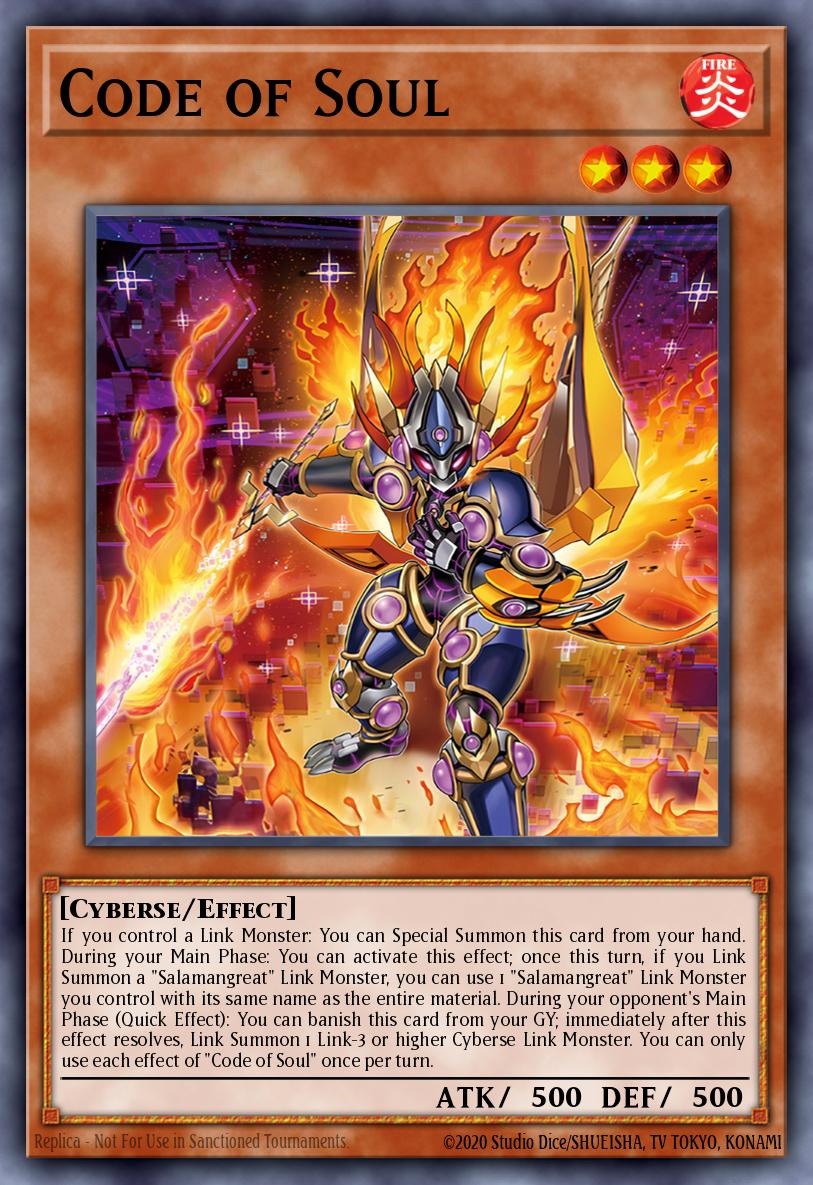 Code of Soul
FIRE
炎
[Cyberse/Effect]
If you control a Link Monster: You can Special Summon this card from your hand.
During your Main Phase: You can activate this effect; once this turn, if you Link
Summon a "Salamangreat" Link Monster, you can use 1 "Salamangreat" Link Monster
you control with its same name as the entire material. During your opponent's Main
Phase (Quick Effect): You can banish this card from your GY; immediately after this
effect resolves, Link Summon 1 Link-3 or higher Cyberse Link Monster. You can only
use each effect of "Code of Soul" once per turn.
ATK/ 500 DEF/ 500
Replica - Not For Use in Sanctioned Tournaments. ©2020 Studio Dice/SHUEISHA, TV TOKYO, KONAMI